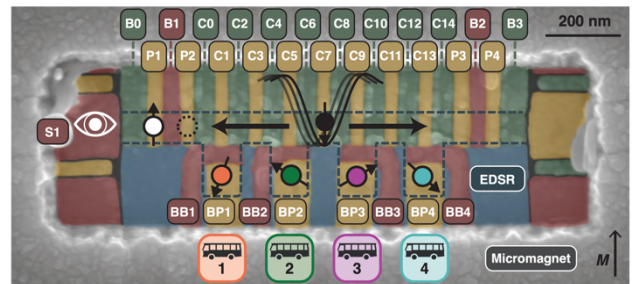 B0 B1 C0 C2 C4 C6 C8 C10 C12 C14 B2 B3 200 nm
P1 P2 C1 C3 C5 C7 C9 C11 C13 P3 P4
S1
EDSR
BB1 BP1 BB2 BP2 BP3 BB3 BP4 BB4
1 2 3 4 Micromagnet M